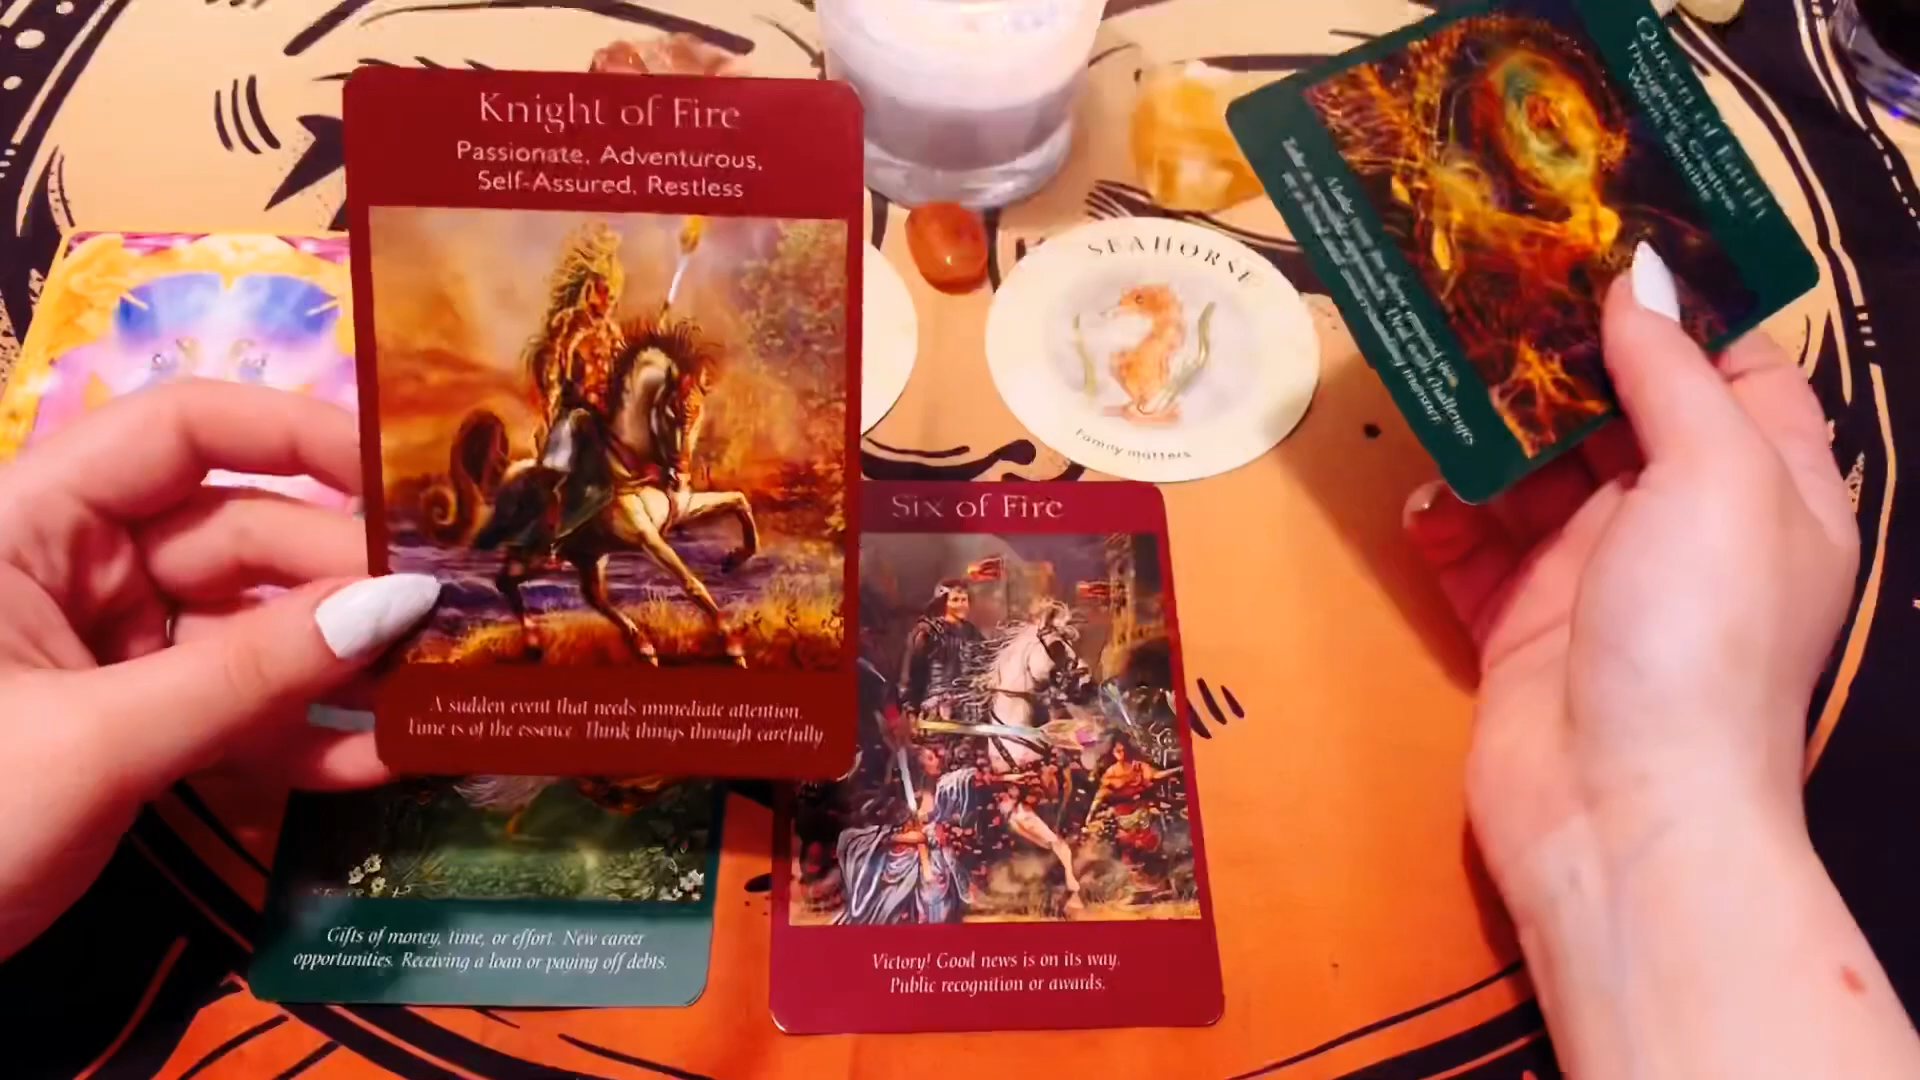 Knight of Fire
Passionate, Adventurous,
Self-Assured, Restless
A sudden event that needs immediate attention.
Time is of the essence. Think things through carefully.
SEAHORSE
Family matters
Queen of Earth
Thoughtful, Creative,
Warm, Sensible
Deal with challenges
Six of Fire
Victory! Good news is on its way.
Public recognition or awards.
Gifts of money, time, or effort. New career
opportunities. Receiving a loan or paying off debts.